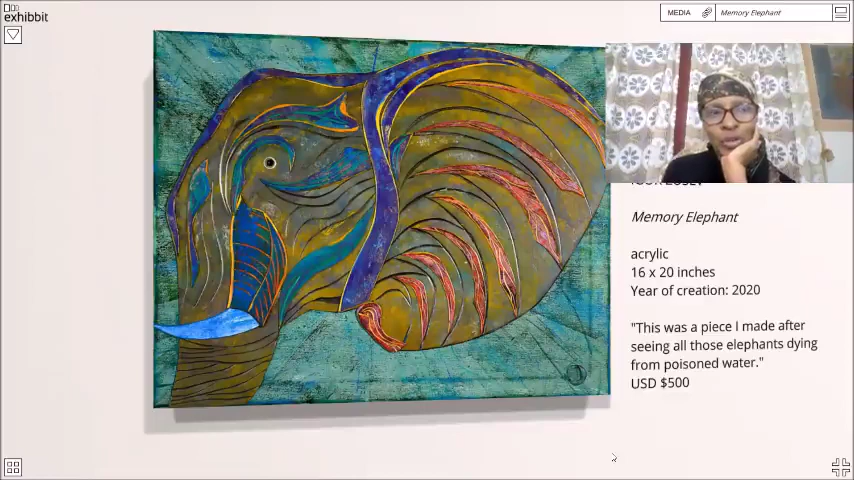 exhibbit
MEDIA
Memory Elephant
Memory Elephant
acrylic
16 x 20 inches
Year of creation: 2020
"This was a piece I made after
seeing all those elephants dying
from poisoned water."
USD $500